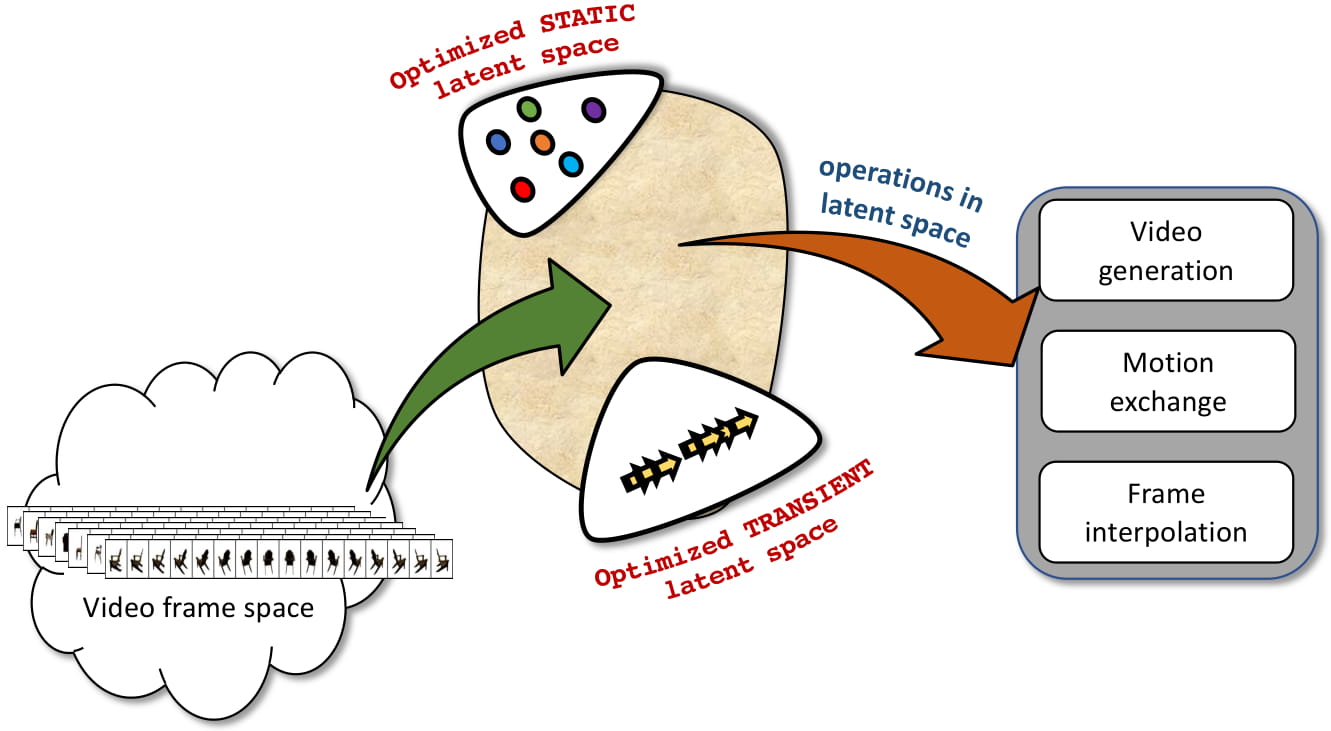 Optimized STATIC
latent space
operations in
latent space
Video
generation
Motion
exchange
Frame
interpolation
Optimized TRANSIENT
latent space
Video frame space